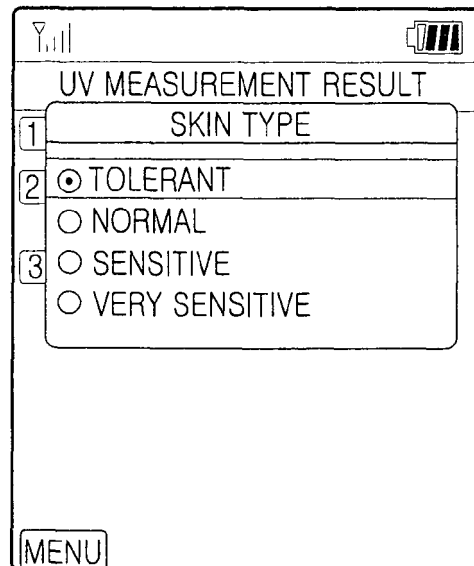 UV MEASUREMENT RESULT
1 SKIN TYPE
2 TOLERANT
NORMAL
3 SENSITIVE
VERY SENSITIVE
MENU